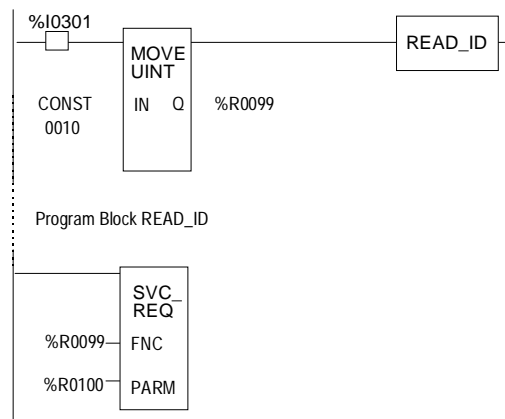 %I0301
MOVE
UINT
READ_ID
CONST
0010
IN Q
%R0099
Program Block READ_ID
SVC_
REQ
%R0099
FNC
%R0100
PARM